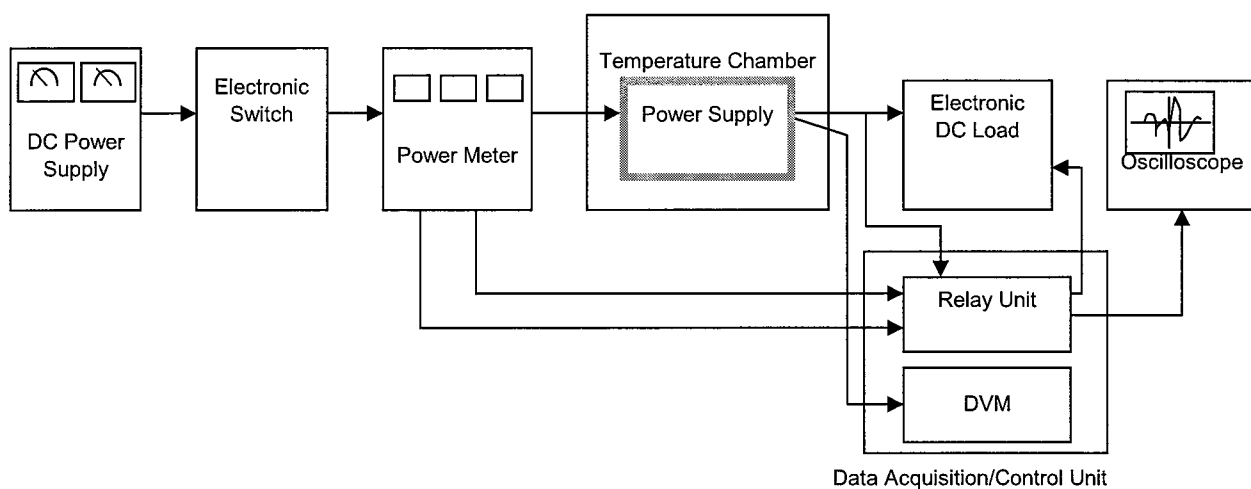 DC Power
Supply
Electronic
Switch
Power Meter
Temperature Chamber
Power Supply
Electronic
DC Load
Oscilloscope
Relay Unit
DVM
Data Acquisition/Control Unit